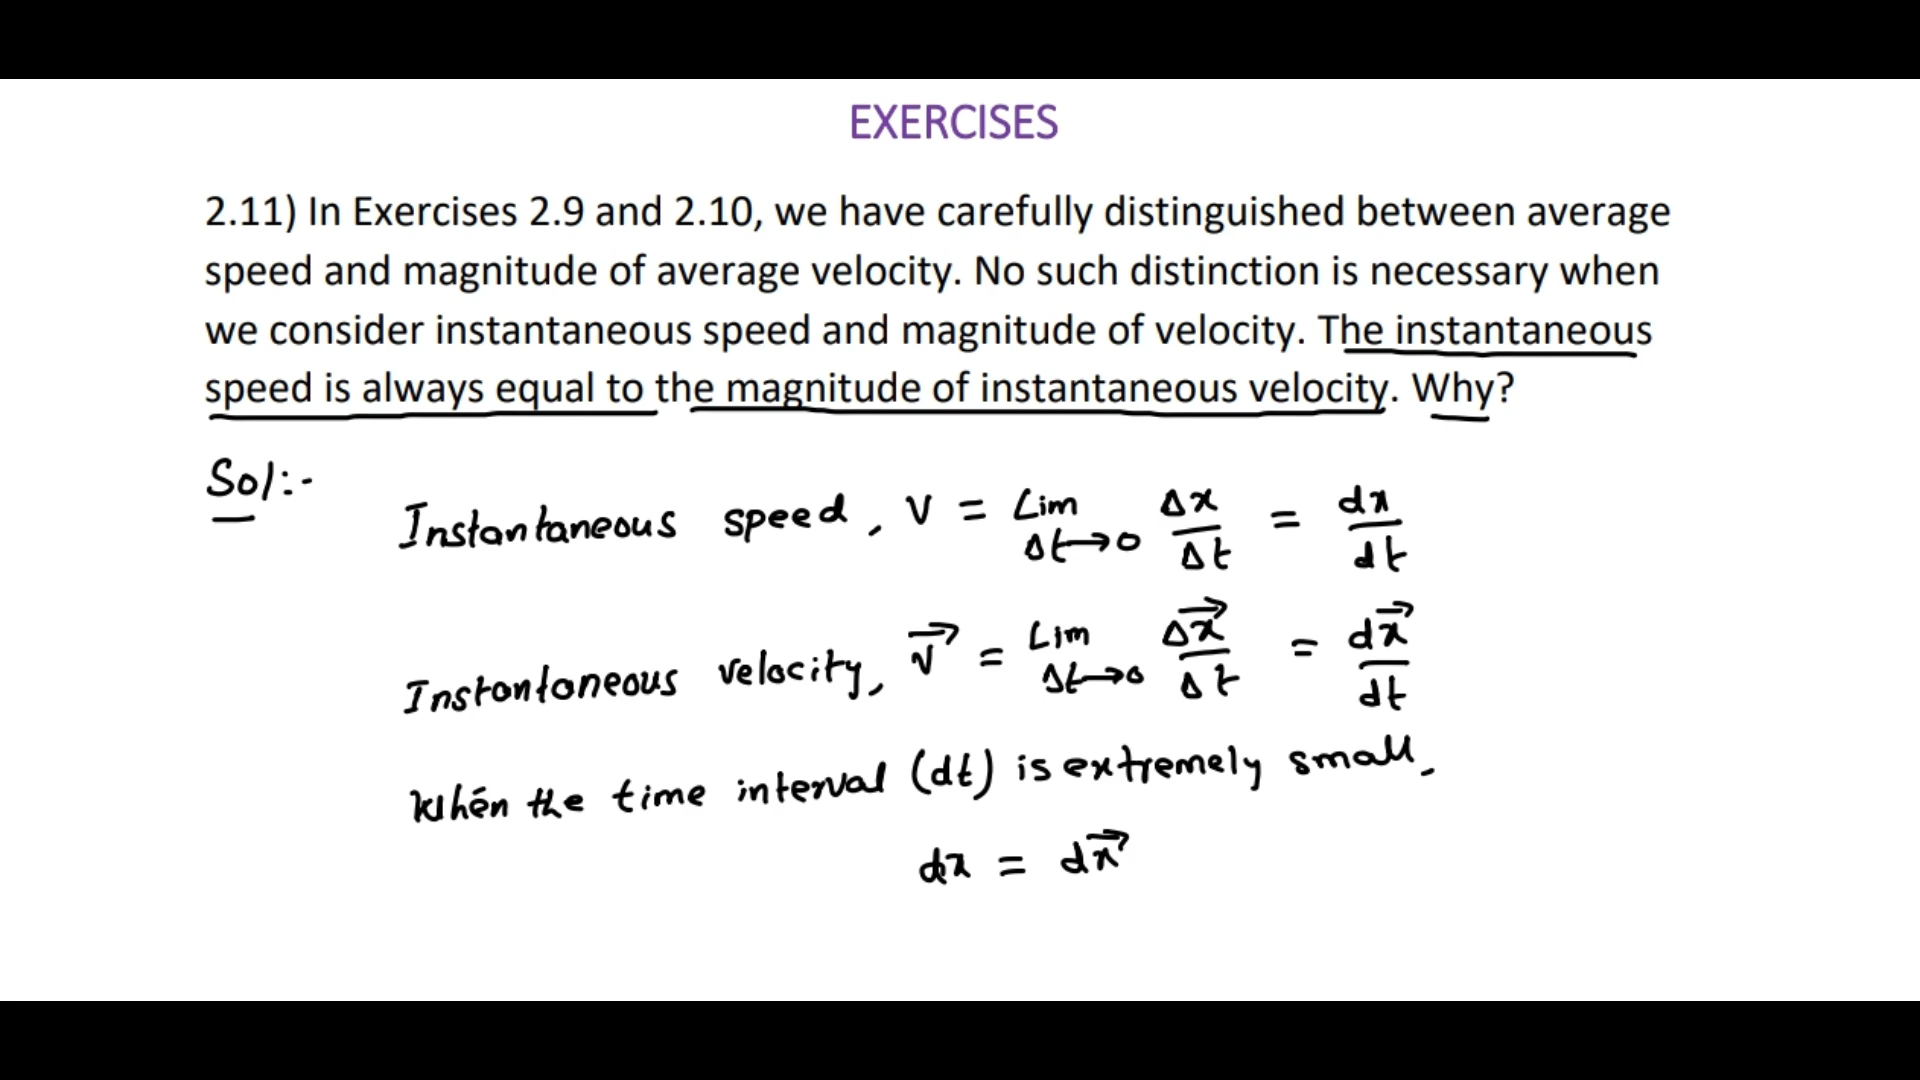 EXERCISES
2.11) In Exercises 2.9 and 2.10, we have carefully distinguished between average
speed and magnitude of average velocity. No such distinction is necessary when
we consider instantaneous speed and magnitude of velocity. The instantaneous
speed is always equal to the magnitude of instantaneous velocity. Why?
Sol:-
Instantaneous speed, v = Lim Δt→0 Δx/Δt = dx/dt
Instantaneous velocity, v⃗ = Lim Δt→0 Δx⃗/Δt = dx⃗/dt
When the time interval (dt) is extremely small.
dx = dx⃗